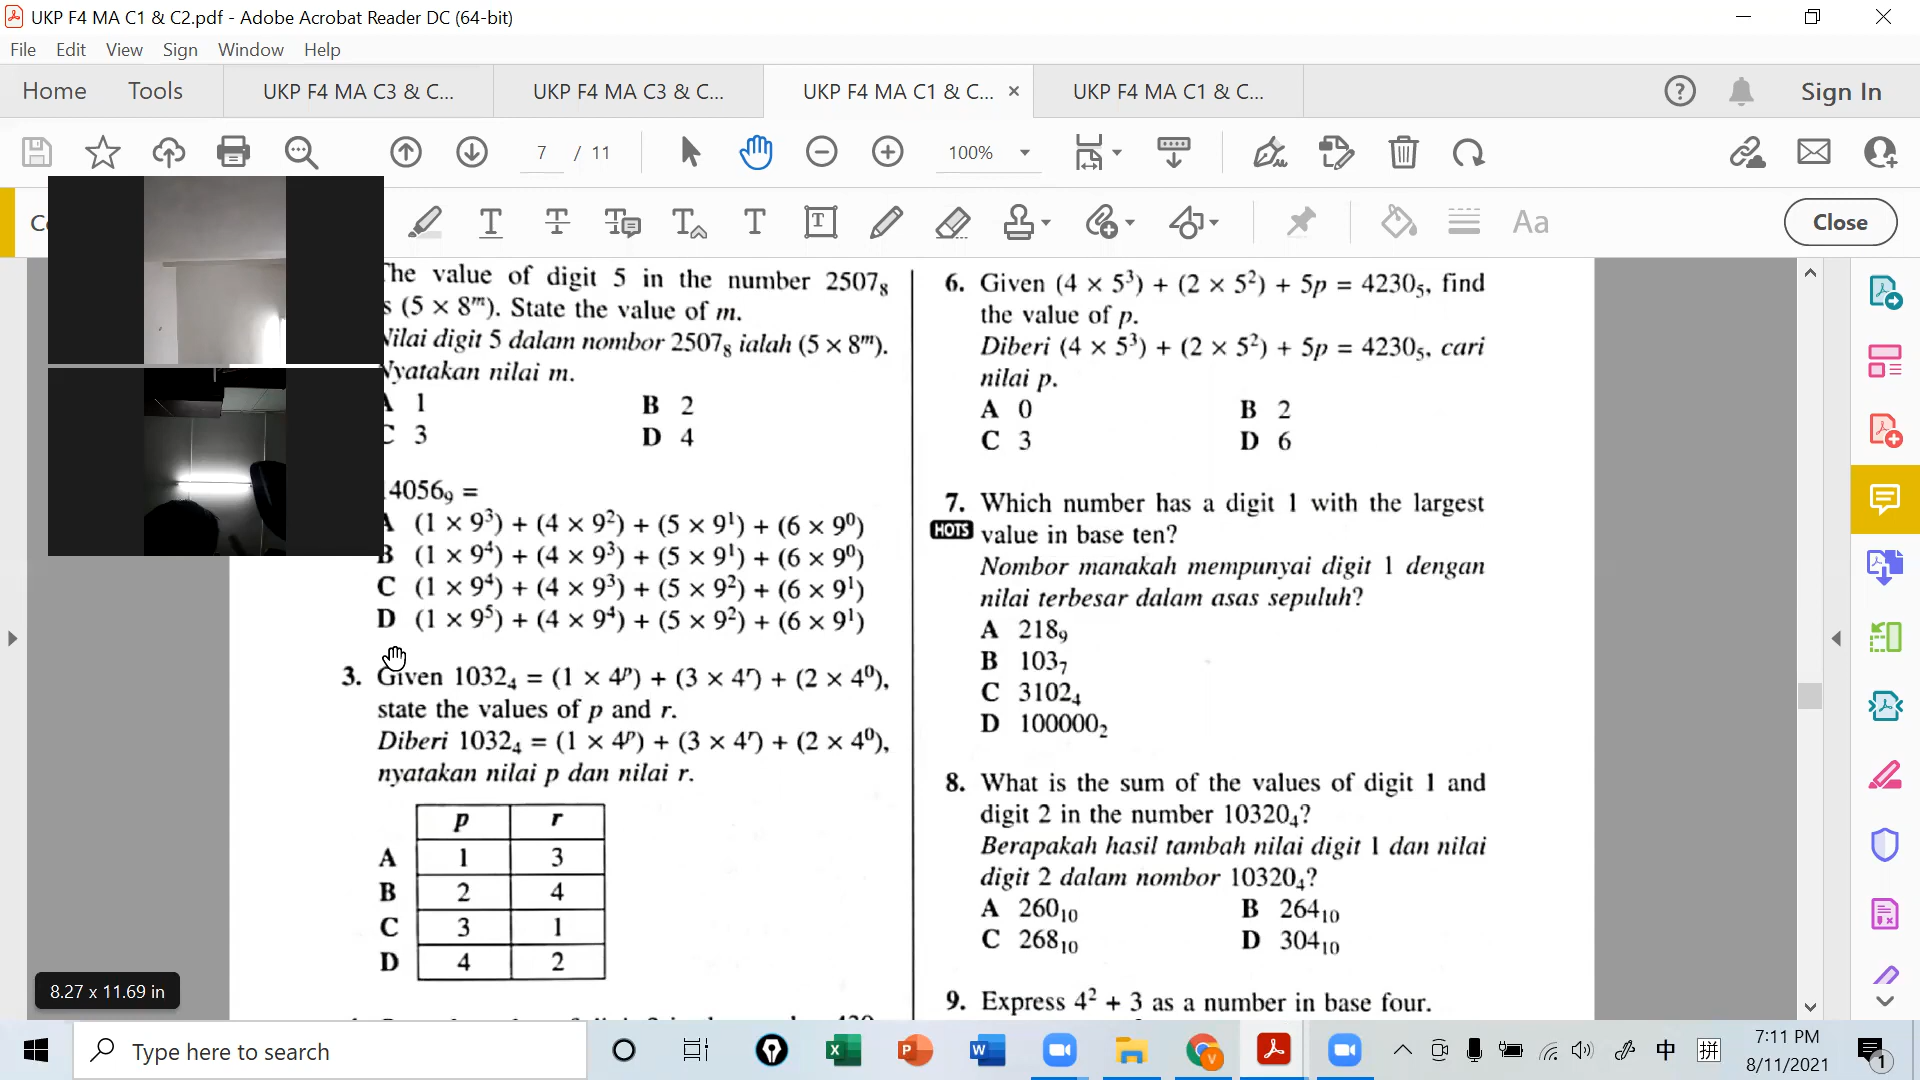 UKP F4 MA C1 & C2.pdf - Adobe Acrobat Reader DC (64-bit)
File Edit View Sign Window Help
Home Tools UKP F4 MA C3 & C... UKP F4 MA C3 & C... UKP F4 MA C1 & C... × UKP F4 MA C1 & C... Sign In
7 / 11 100%
Close
The value of digit 5 in the number 2507₈
s (5 × 8ᵐ). State the value of m.
Nilai digit 5 dalam nombor 2507₈ ialah (5 × 8ᵐ).
Nyatakan nilai m.
A 1 B 2
C 3 D 4
4056₉ =
A (1 × 9³) + (4 × 9²) + (5 × 9¹) + (6 × 9⁰)
B (1 × 9⁴) + (4 × 9³) + (5 × 9¹) + (6 × 9⁰)
C (1 × 9⁴) + (4 × 9³) + (5 × 9²) + (6 × 9¹)
D (1 × 9⁵) + (4 × 9⁴) + (5 × 9²) + (6 × 9¹)
3. Given 1032₄ = (1 × 4ᵖ) + (3 × 4ʳ) + (2 × 4⁰),
state the values of p and r.
Diberi 1032₄ = (1 × 4ᵖ) + (3 × 4ʳ) + (2 × 4⁰),
nyatakan nilai p dan nilai r.
p r
A 1 3
B 2 4
C 3 1
D 4 2
6. Given (4 × 5³) + (2 × 5²) + 5p = 4230₅, find
the value of p.
Diberi (4 × 5³) + (2 × 5²) + 5p = 4230₅, cari
nilai p.
A 0 B 2
C 3 D 6
7. Which number has a digit 1 with the largest
HOTS value in base ten?
Nombor manakah mempunyai digit 1 dengan
nilai terbesar dalam asas sepuluh?
A 218₉
B 103₇
C 3102₄
D 100000₂
8. What is the sum of the values of digit 1 and
digit 2 in the number 10320₄?
Berapakah hasil tambah nilai digit 1 dan nilai
digit 2 dalam nombor 10320₄?
A 260₁₀ B 264₁₀
C 268₁₀ D 304₁₀
9. Express 4² + 3 as a number in base four.
8.27 x 11.69 in
Type here to search
中 拼
7:11 PM
8/11/2021
1